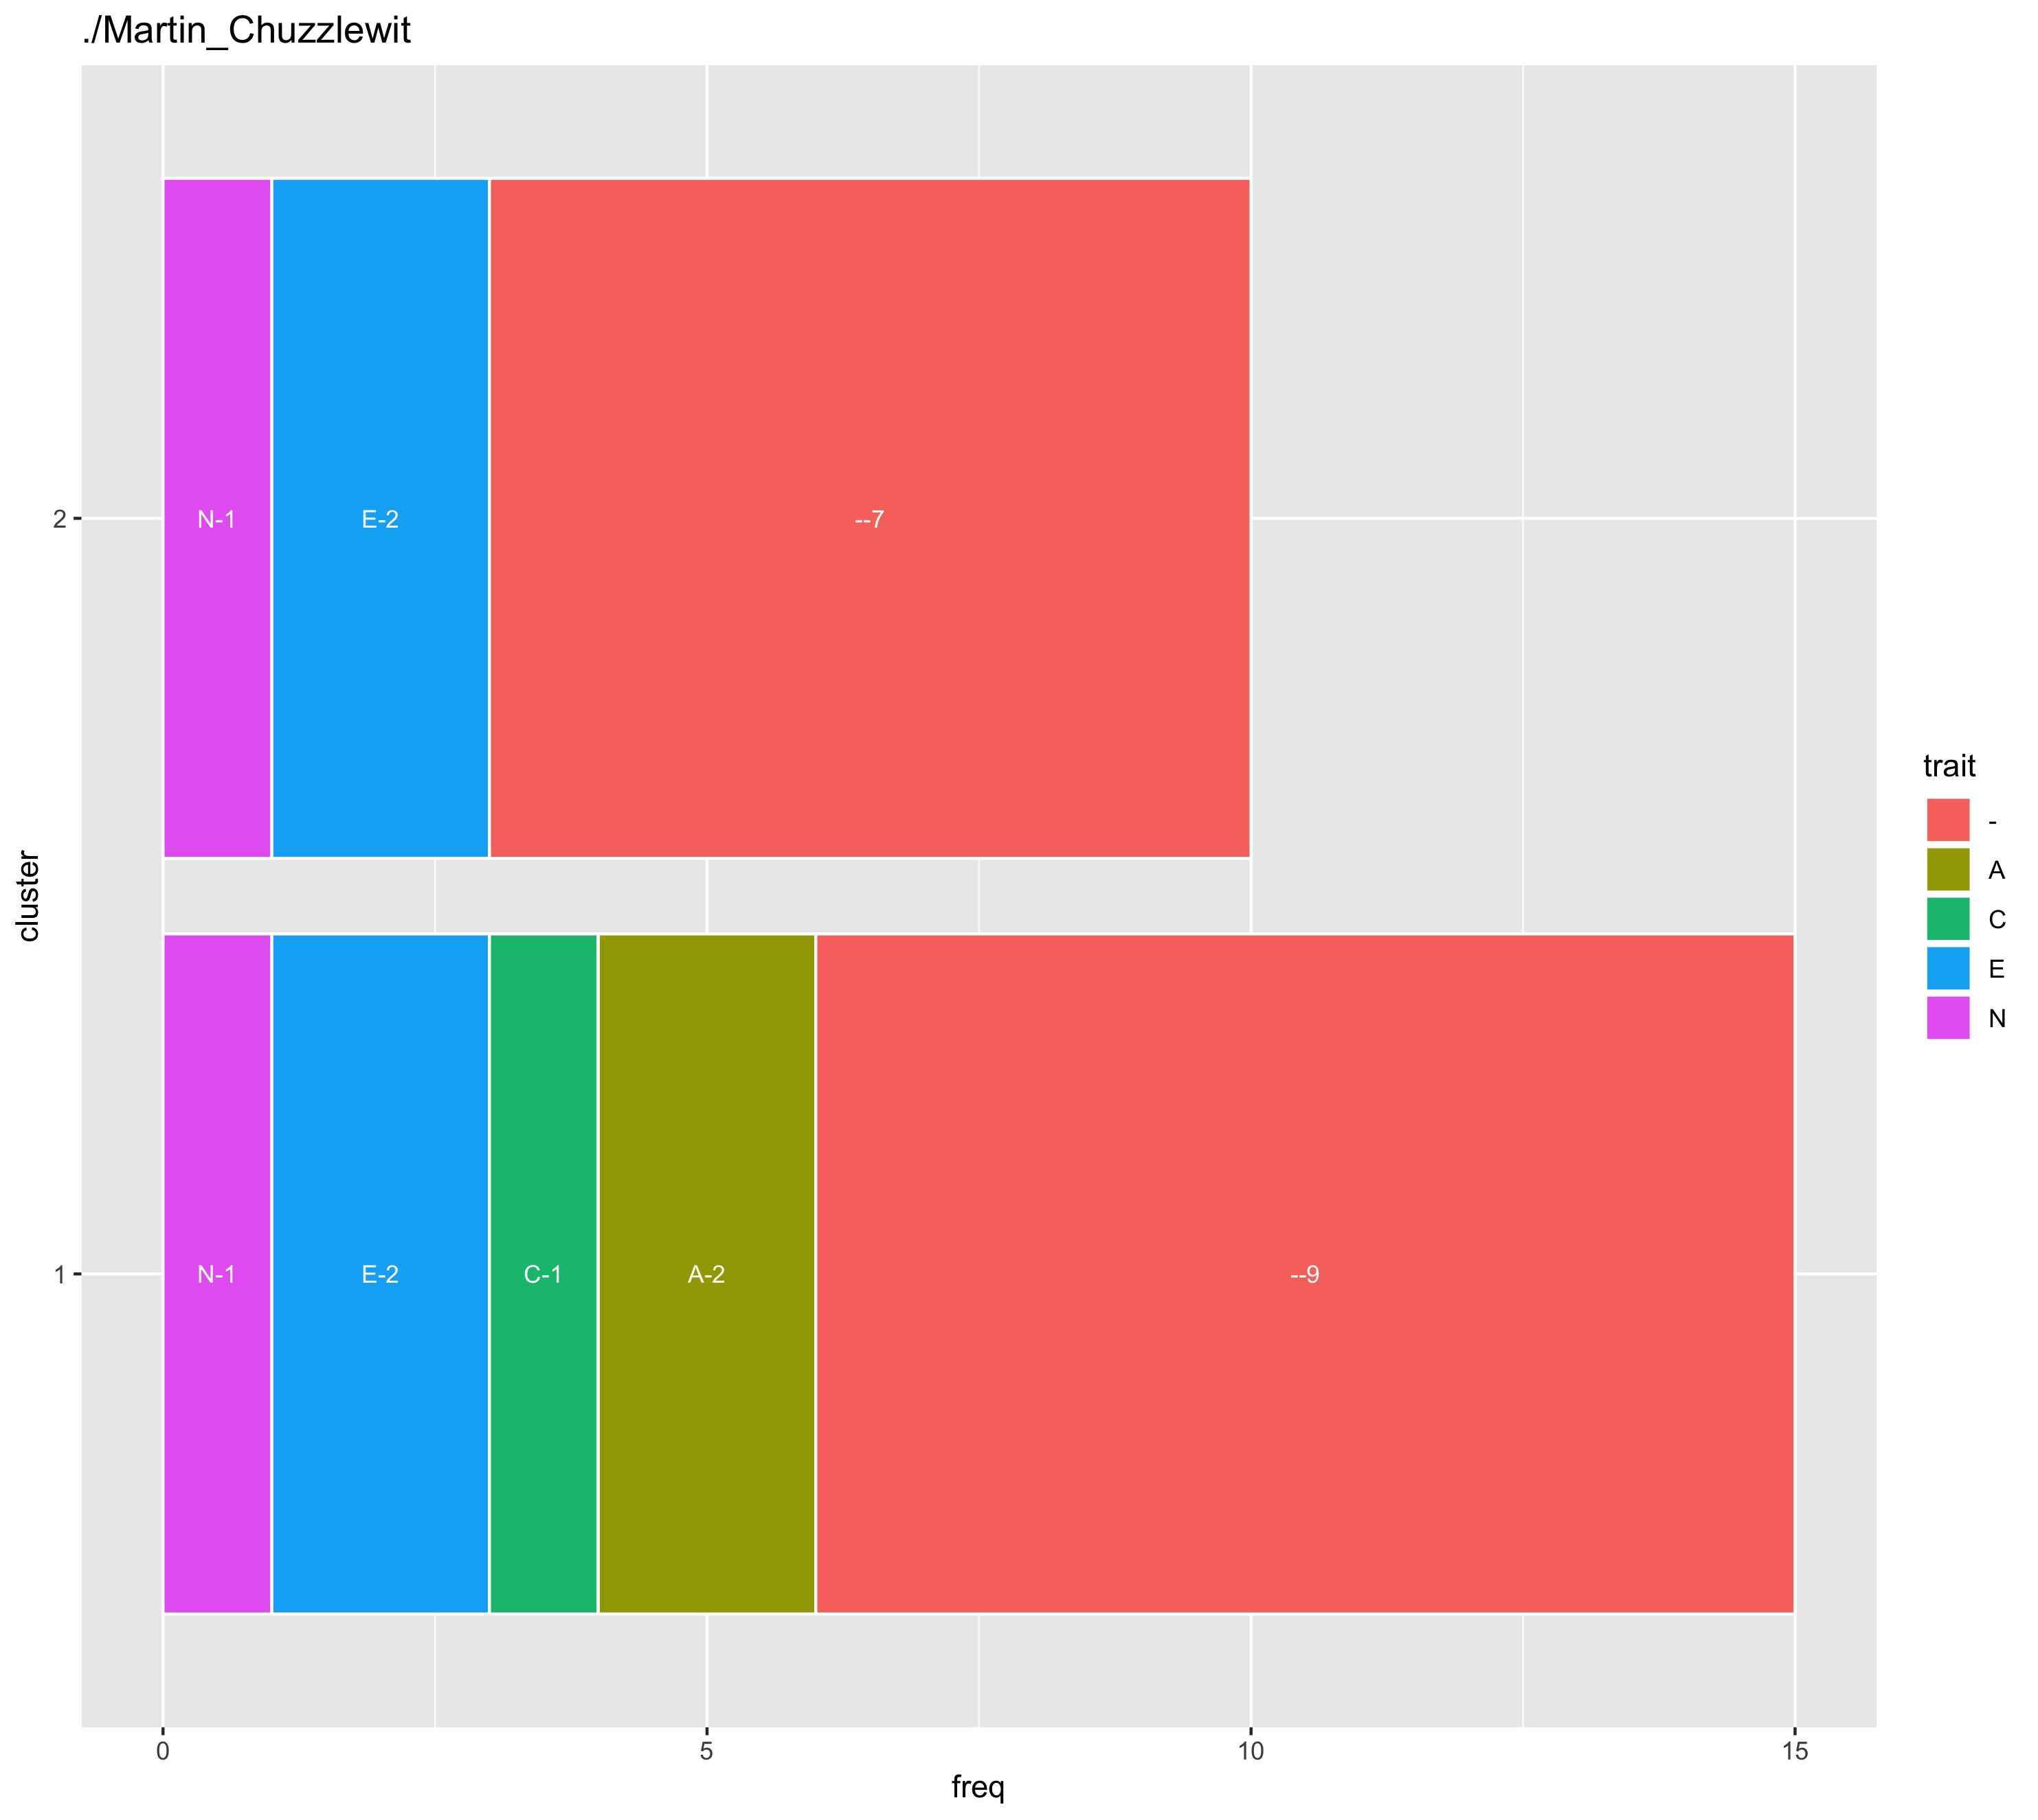 ./Martin_Chuzzlewit
2
N-1
E-2
--7
cluster
1
N-1
E-2
C-1
A-2
--9
0
5
10
15
freq
trait
-
A
C
E
N